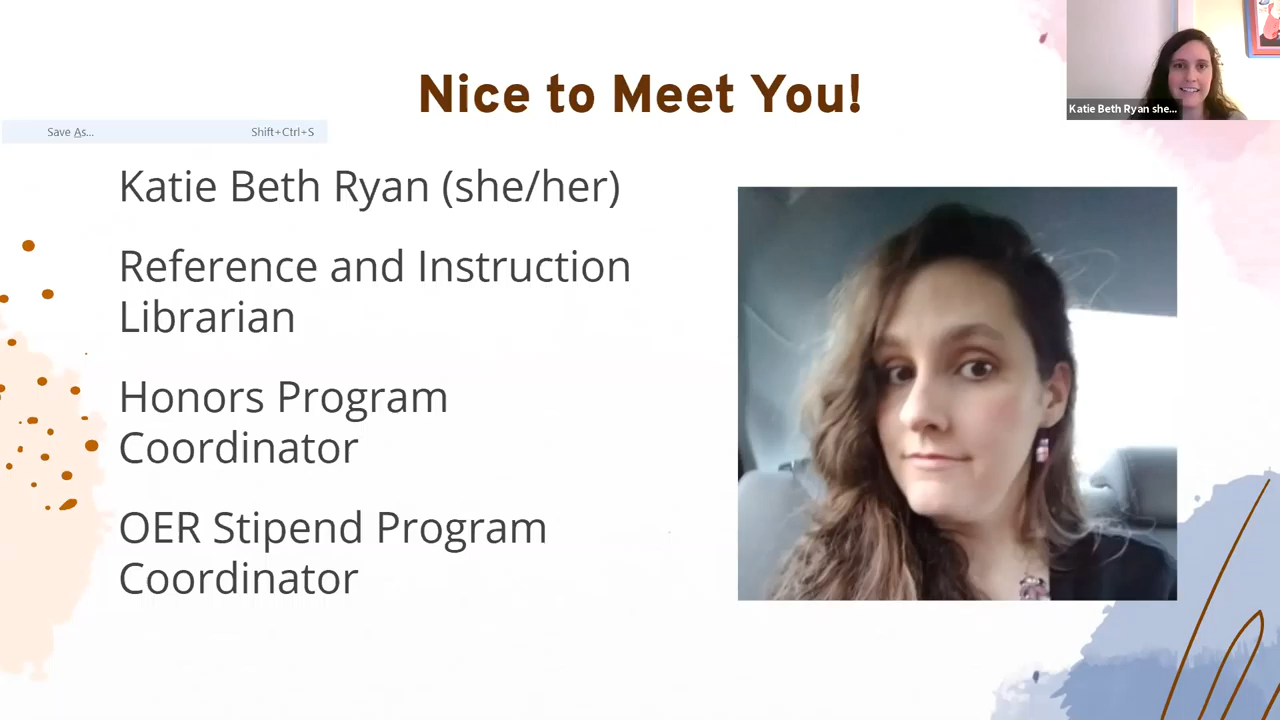 Nice to Meet You!
Katie Beth Ryan she...
Save As... Shift+Ctrl+S
Katie Beth Ryan (she/her)
Reference and Instruction
Librarian
Honors Program
Coordinator
OER Stipend Program
Coordinator